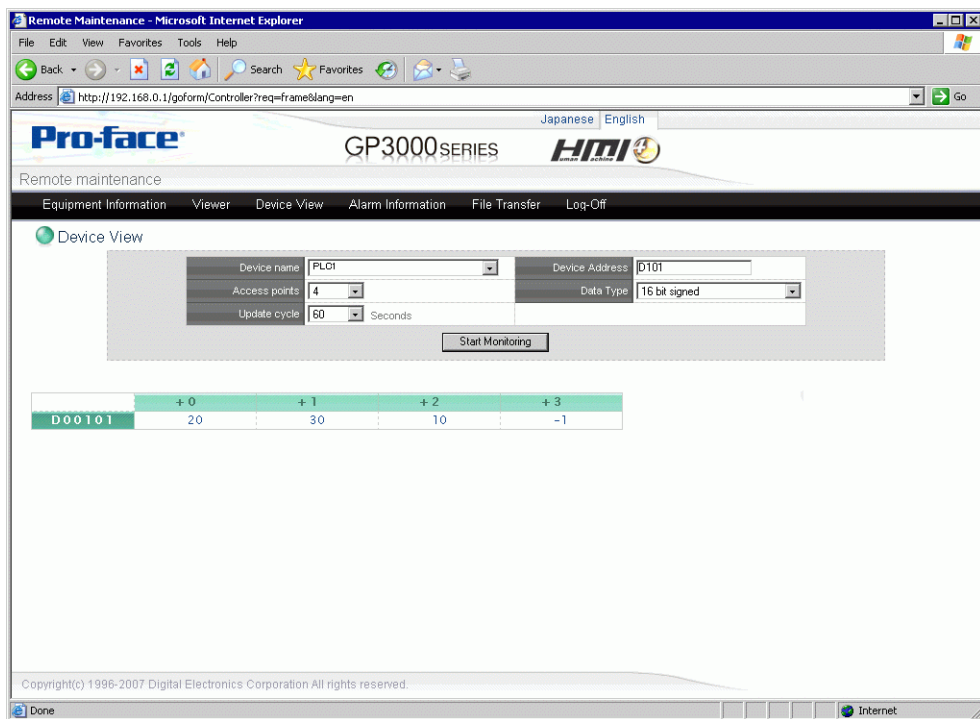 Remote Maintenance - Microsoft Internet Explorer
File Edit View Favorites Tools Help
Back Search Favorites
Address http://192.168.0.1/goform/Controller?req=frame&lang=en Go
Japanese English
Pro-face GP3000 SERIES HMI
uman achine
Remote maintenance
Equipment Information Viewer Device View Alarm Information File Transfer Log-Off
Device View
Device name PLC1 Device Address D101
Access points 4 Data Type 16 bit signed
Update cycle 60 Seconds
Start Monitoring
+0 +1 +2 +3
D00101 20 30 10 -1
Copyright(c) 1996-2007 Digital Electronics Corporation All rights reserved.
Done Internet